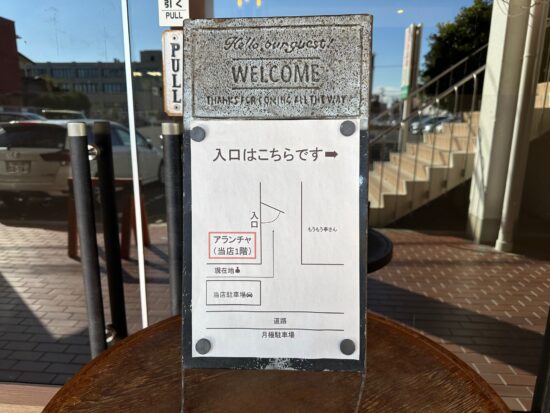 引く
PULL
PULL
Hello, our guest!
WELCOME
THANKS FOR COMING ALL THE WAY
入口はこちらです➡
入口
もうもう亭さん
アランチャ
(当店1階)
現在地
当店駐車場
道路
月極駐車場